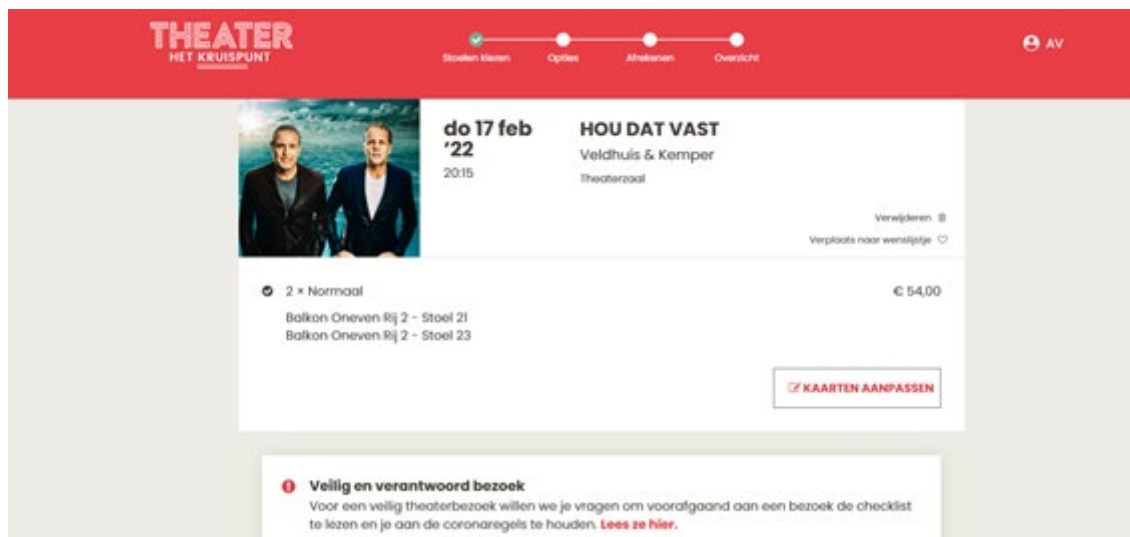 THEATER
HET KRUISPUNT
Stoelen kiezen
Opties
Afrekenen
Overzicht
AV
do 17 feb
'22
20:15
HOU DAT VAST
Veldhuis & Kemper
Theaterzaal
Verwijderen
Verplaats naar wenslijstje
2 × Normaal
€ 54,00
Balkon Oneven Rij 2 - Stoel 21
Balkon Oneven Rij 2 - Stoel 23
KAARTEN AANPASSEN
Veilig en verantwoord bezoek
Voor een veilig theaterbezoek willen we je vragen om voorafgaand aan een bezoek de checklist
te lezen en je aan de coronaregels te houden. Lees ze hier.